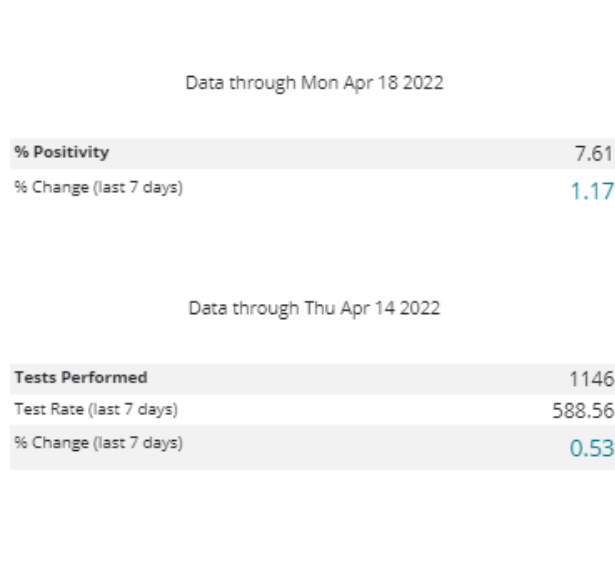 Data through Mon Apr 18 2022
% Positivity 7.61
% Change (last 7 days) 1.17
Data through Thu Apr 14 2022
Tests Performed 1146
Test Rate (last 7 days) 588.56
% Change (last 7 days) 0.53